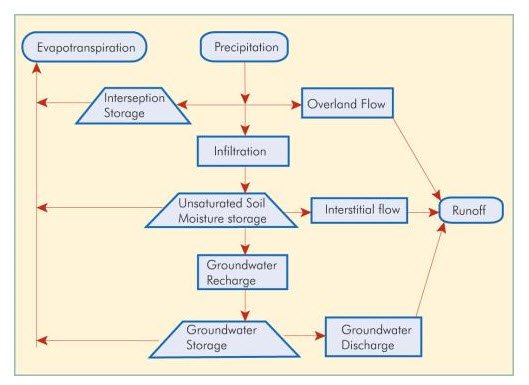 Evapotranspiration
Precipitation
Interseption
Storage
Overland Flow
Infiltration
Unsaturated Soil
Moisture storage
Interstitial flow
Runoff
Groundwater
Recharge
Groundwater
Storage
Groundwater
Discharge